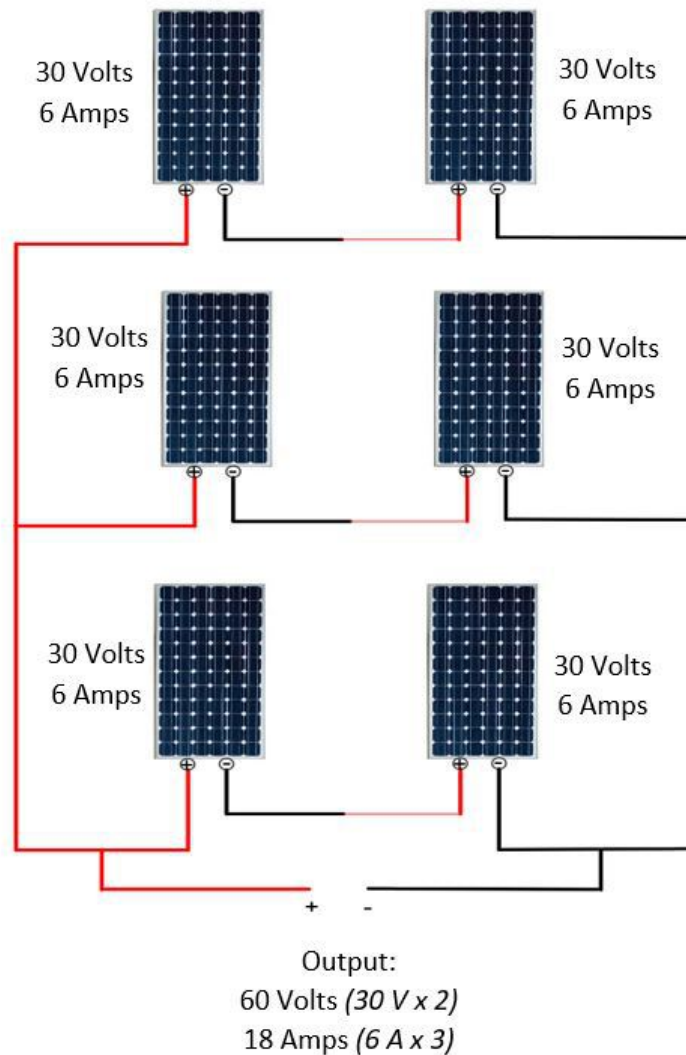 30 Volts
6 Amps
30 Volts
6 Amps
+ -
+ -
30 Volts
6 Amps
30 Volts
6 Amps
+ -
+ -
30 Volts
6 Amps
30 Volts
6 Amps
+ -
+ -
+ -
Output:
60 Volts (30 V x 2)
18 Amps (6 A x 3)